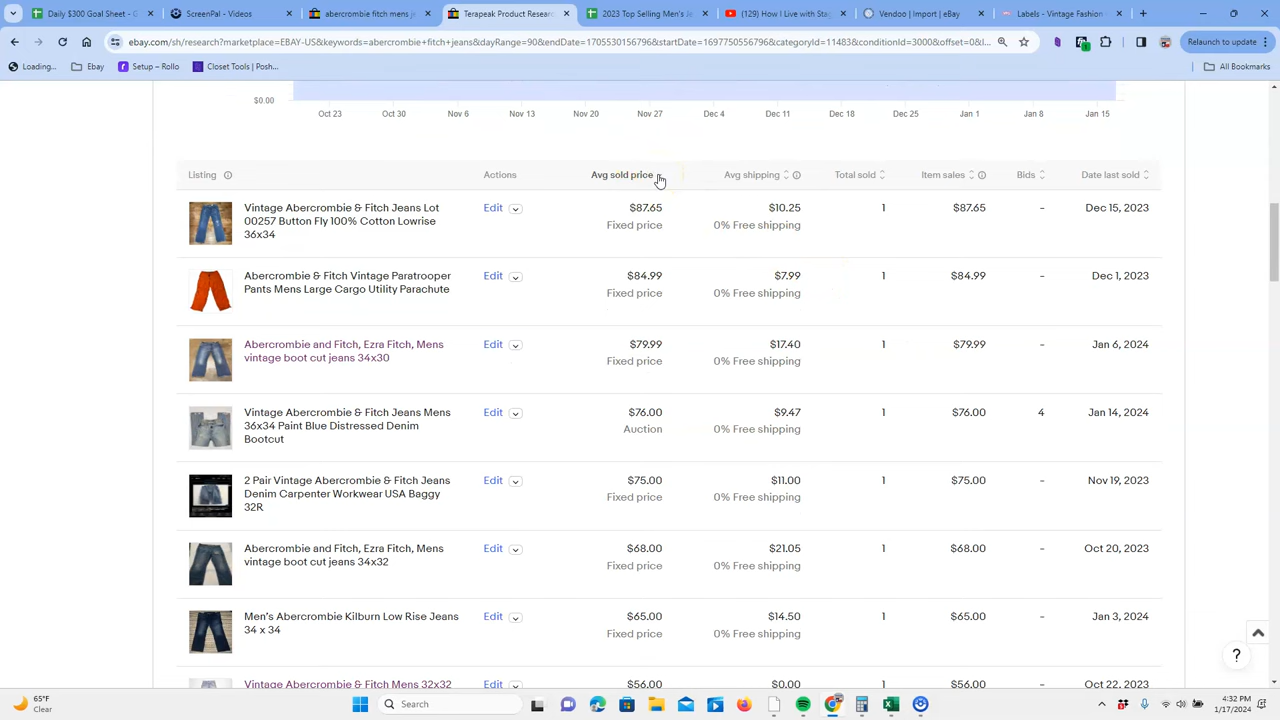 Daily $300 Goal Sheet - G
abercrombie men's jeans
Terapeak Product Researc
2023 Top Selling Men's Je
(129) How I Live with Sta
Vendoo | Import | eBay
Labels - Vintage Fashion
ebay.com/sh/research?marketplace=EBAY-US&keywords=abercrombie+fitch+jeans&dayRange=90&endDate=1705530156796&startDate=1697750556796&categoryId=11483&conditionId=3000&offset=0&l...
Relaunch to update
Loading...
Ebay
Setup – Rollo
Closet Tools | Posh...
All Bookmarks
$0.00
Oct 23 Oct 30 Nov 6 Nov 13 Nov 20 Nov 27 Dec 4 Dec 11 Dec 18 Dec 25 Jan 1 Jan 8 Jan 15
Listing Actions Avg sold price Avg shipping Total sold Item sales Bids Date last sold
Vintage Abercrombie & Fitch Jeans Lot Edit $87.65 $10.25 1 $87.65 - Dec 15, 2023
00257 Button Fly 100% Cotton Lowrise Fixed price 0% Free shipping
36x34
Abercrombie & Fitch Vintage Paratrooper Edit $84.99 $7.99 1 $84.99 - Dec 1, 2023
Pants Mens Large Cargo Utility Parachute Fixed price 0% Free shipping
Abercrombie and Fitch, Ezra Fitch, Mens Edit $79.99 $17.40 1 $79.99 - Jan 6, 2024
vintage boot cut jeans 34x30 Fixed price 0% Free shipping
Vintage Abercrombie & Fitch Jeans Mens Edit $76.00 $9.47 1 $76.00 4 Jan 14, 2024
36x34 Paint Blue Distressed Denim Auction 0% Free shipping
Bootcut
2 Pair Vintage Abercrombie & Fitch Jeans Edit $75.00 $11.00 1 $75.00 - Nov 19, 2023
Denim Carpenter Workwear USA Baggy Fixed price 0% Free shipping
32R
Abercrombie and Fitch, Ezra Fitch, Mens Edit $68.00 $21.05 1 $68.00 - Oct 20, 2023
vintage boot cut jeans 34x32 Fixed price 0% Free shipping
Men's Abercrombie Kilburn Low Rise Jeans Edit $65.00 $14.50 1 $65.00 - Jan 3, 2024
34 x 34 Fixed price 0% Free shipping
Vintage Abercrombie & Fitch Mens 32x32 Edit $56.00 $0.00 1 $56.00 - Oct 22, 2023
?
65°F
Clear
Search
4:32 PM
1/17/2024